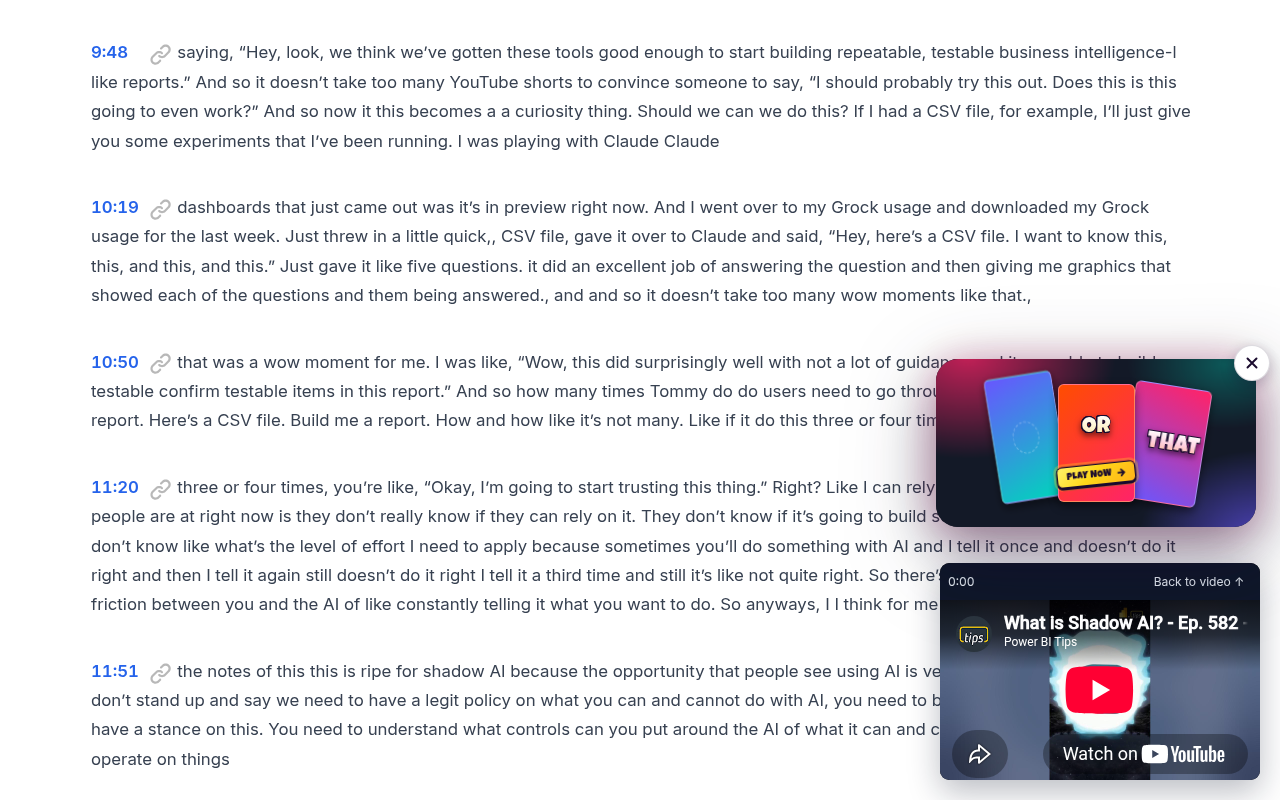 9:48 saying, “Hey, look, we think we’ve gotten these tools good enough to start building repeatable, testable business intelligence-I
like reports.” And so it doesn’t take too many YouTube shorts to convince someone to say, “I should probably try this out. Does this is this
going to even work?” And so now it this becomes a a curiosity thing. Should we can we do this? If I had a CSV file, for example, I’ll just give
you some experiments that I’ve been running. I was playing with Claude Claude
10:19 dashboards that just came out was it’s in preview right now. And I went over to my Grock usage and downloaded my Grock
usage for the last week. Just threw in a little quick,, CSV file, gave it over to Claude and said, “Hey, here’s a CSV file. I want to know this,
this, and this, and this.” Just gave it like five questions. it did an excellent job of answering the question and then giving me graphics that
showed each of the questions and them being answered., and and so it doesn’t take too many wow moments like that.,
10:50 that was a wow moment for me. I was like, “Wow, this did surprisingly well with not a lot of
testable confirm testable items in this report.” And so how many times Tommy do do users need to go
report. Here’s a CSV file. Build me a report. How and how like it’s not many. Like if it do this three or four
11:20 three or four times, you’re like, “Okay, I’m going to start trusting this thing.” Right? Like I can rely
people are at right now is they don’t really know if they can rely on it. They don’t know if it’s going to build
don’t know like what’s the level of effort I need to apply because sometimes you’ll do something with AI and I tell it once and doesn’t do it
right and then I tell it again still doesn’t do it right I tell it a third time and still it’s like not quite right. So
friction between you and the AI of like constantly telling it what you want to do. So anyways, I I think for me
11:51 the notes of this this is ripe for shadow AI because the opportunity that people see using AI is
don’t stand up and say we need to have a legit policy on what you can and cannot do with AI, you need to
have a stance on this. You need to understand what controls can you put around the AI of what it can and
operate on things
OR
THAT
PLAY NOW →
0:00 Back to video ↑
tips
What is Shadow AI? - Ep. 582 -
Power BI Tips
Watch on YouTube